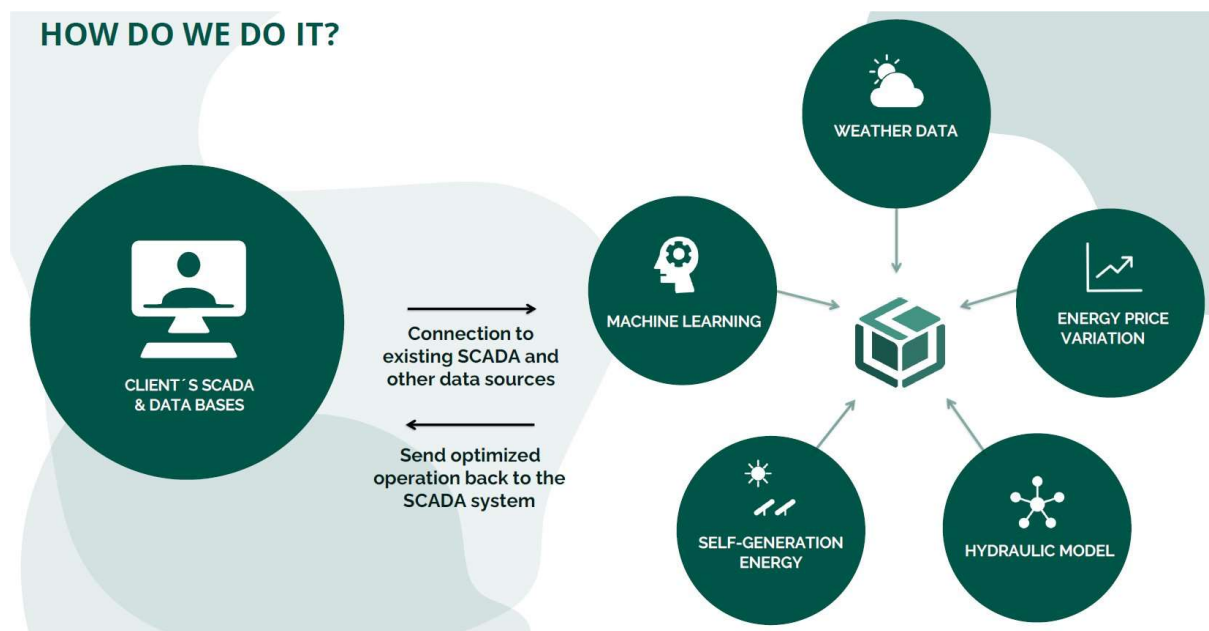 HOW DO WE DO IT?
CLIENT´S SCADA
& DATA BASES
Connection to
existing SCADA and
other data sources
Send optimized
operation back to the
SCADA system
WEATHER DATA
MACHINE LEARNING
ENERGY PRICE
VARIATION
SELF-GENERATION
ENERGY
HYDRAULIC MODEL